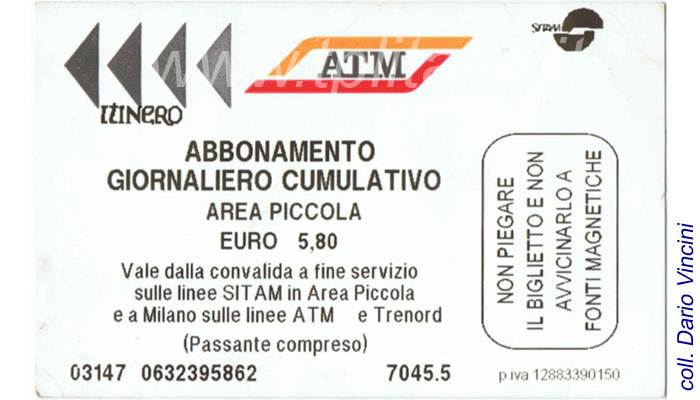 ITINERO
ATM
SITAM
ABBONAMENTO
GIORNALIERO CUMULATIVO
AREA PICCOLA
EURO 5,80
Vale dalla convalida a fine servizio
sulle linee SITAM in Area Piccola
e a Milano sulle linee ATM e Trenord
(Passante compreso)
03147 0632395862 7045.5
NON PIEGARE
IL BIGLIETTO E NON
AVVICINARLO A
FONTI MAGNETICHE
p iva 12883390150
coll. Dario Vincini